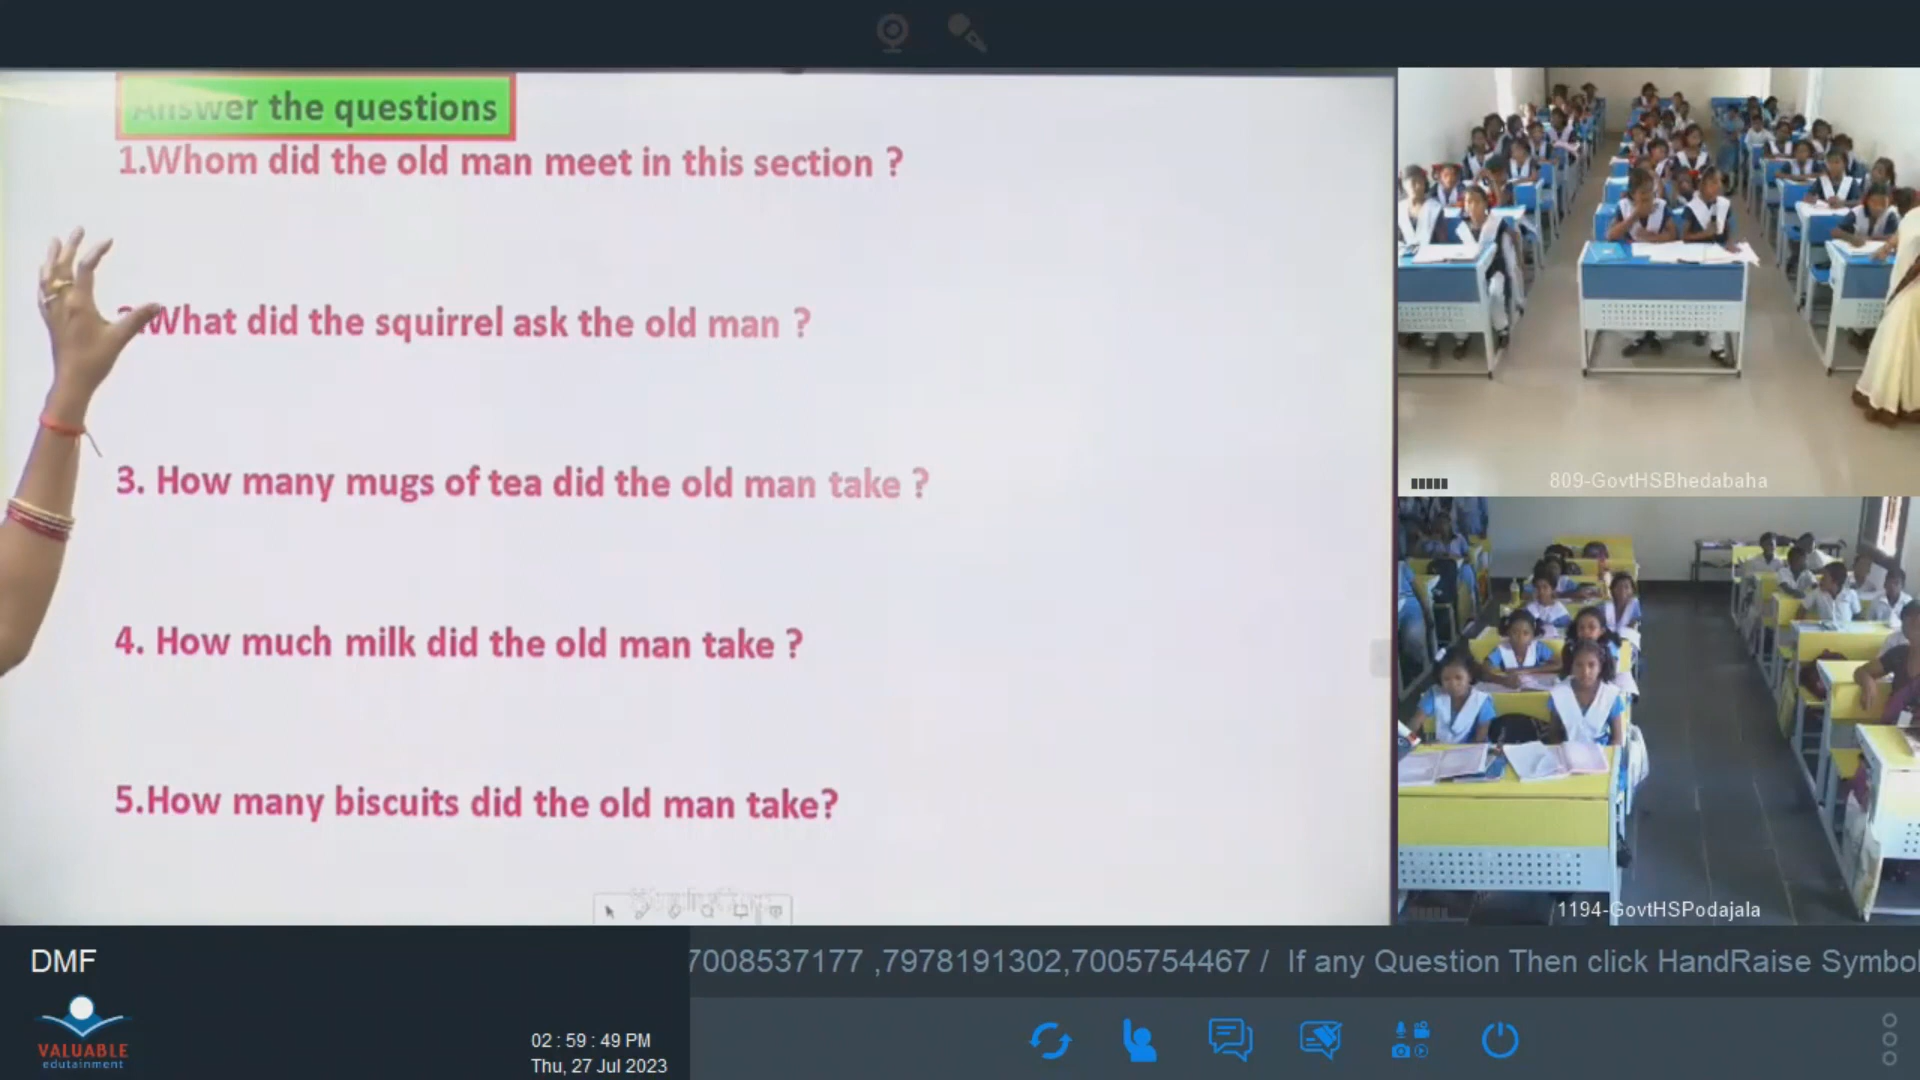 Answer the questions
1.Whom did the old man meet in this section ?
2.What did the squirrel ask the old man ?
3. How many mugs of tea did the old man take ?
4. How much milk did the old man take ?
5.How many biscuits did the old man take?
809-GovtHSBhedabaha
1194-GovtHSPodajala
DMF
7008537177 ,7978191302,7005754467 / If any Question Then click HandRaise Symbol
VALUABLE
edutainment
02 : 59 : 49 PM
Thu, 27 Jul 2023